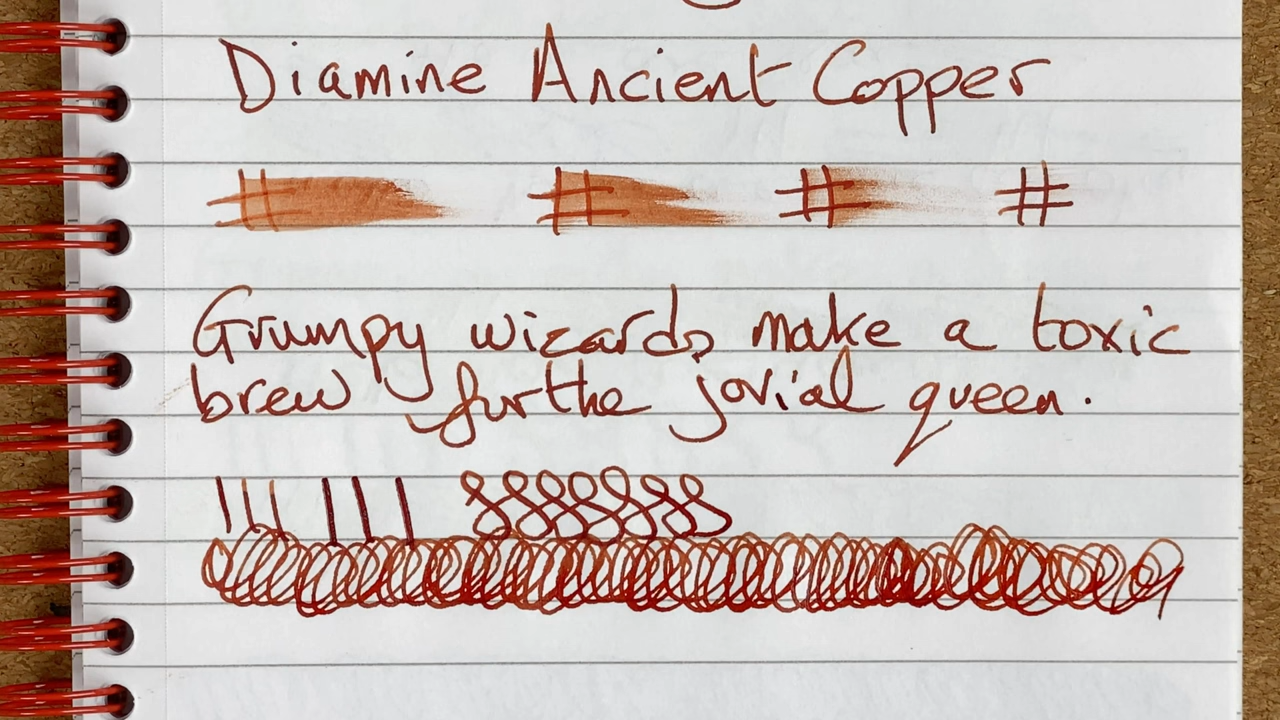 Diamine Ancient Copper
# # # #
Grumpy wizards make a toxic
brew for the jovial queen.